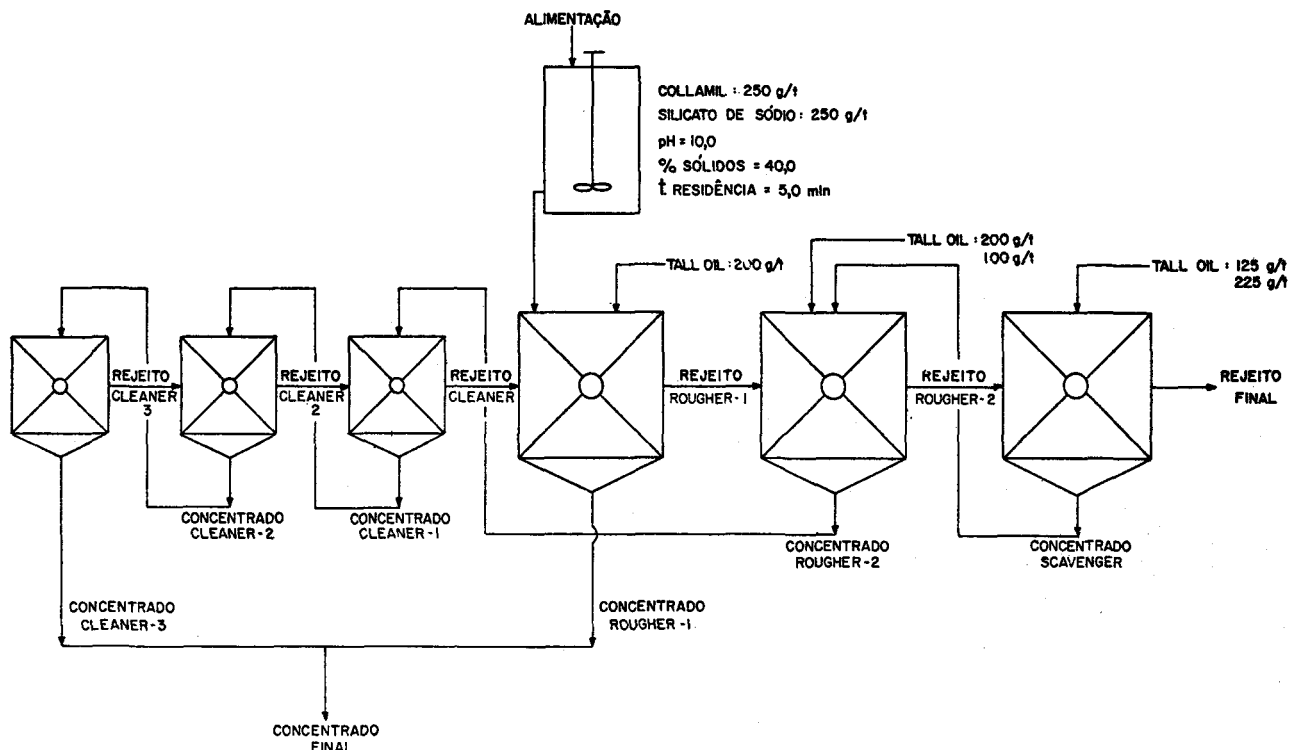 ALIMENTAÇÃO
COLLAMIL : 250 g/t
SILICATO DE SÓDIO : 250 g/t
pH = 10,0
% SÓLIDOS = 40,0
t RESIDÊNCIA = 5,0 min
TALL OIL : 200 g/t
TALL OIL : 200 g/t
100 g/t
TALL OIL : 125 g/t
225 g/t
REJEITO
CLEANER
3
REJEITO
CLEANER
2
REJEITO
CLEANER
REJEITO
ROUGHER-1
REJEITO
ROUGHER-2
REJEITO
FINAL
CONCENTRADO
CLEANER-2
CONCENTRADO
CLEANER-1
CONCENTRADO
ROUGHER-2
CONCENTRADO
SCAVENGER
CONCENTRADO
CLEANER-3
CONCENTRADO
ROUGHER -1
CONCENTRADO
FINAL